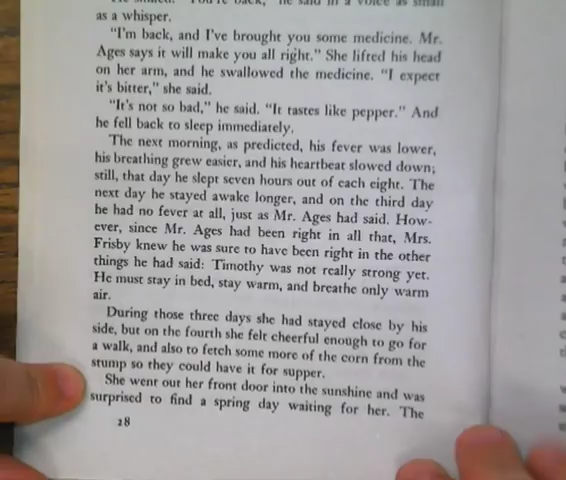 "You're back," he said in a voice as small
as a whisper.
"I'm back, and I've brought you some medicine. Mr.
Ages says it will make you all right." She lifted his head
on her arm, and he swallowed the medicine. "I expect
it's bitter," she said.
"It's not so bad," he said. "It tastes like pepper." And
he fell back to sleep immediately.
The next morning, as predicted, his fever was lower,
his breathing grew easier, and his heartbeat slowed down;
still, that day he slept seven hours out of each eight. The
next day he stayed awake longer, and on the third day
he had no fever at all, just as Mr. Ages had said. How-
ever, since Mr. Ages had been right in all that, Mrs.
Frisby knew he was sure to have been right in the other
things he had said: Timothy was not really strong yet.
He must stay in bed, stay warm, and breathe only warm
air.
During those three days she had stayed close by his
side, but on the fourth she felt cheerful enough to go for
a walk, and also to fetch some more of the corn from the
stump so they could have it for supper.
She went out her front door into the sunshine and was
surprised to find a spring day waiting for her. The
28